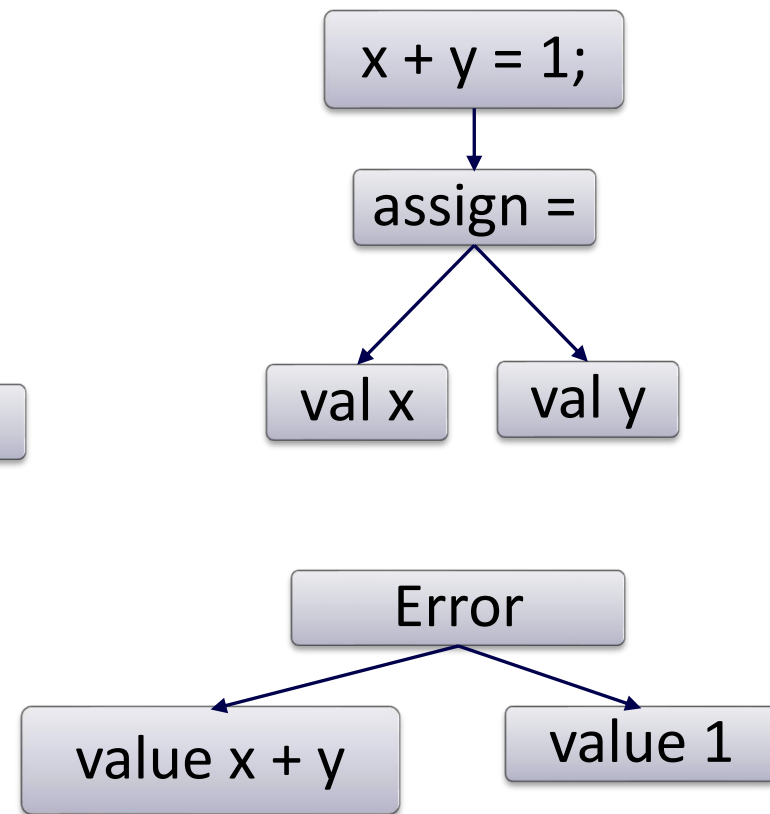 x + y = 1;
assign =
val x
val y
Error
value x + y
value 1